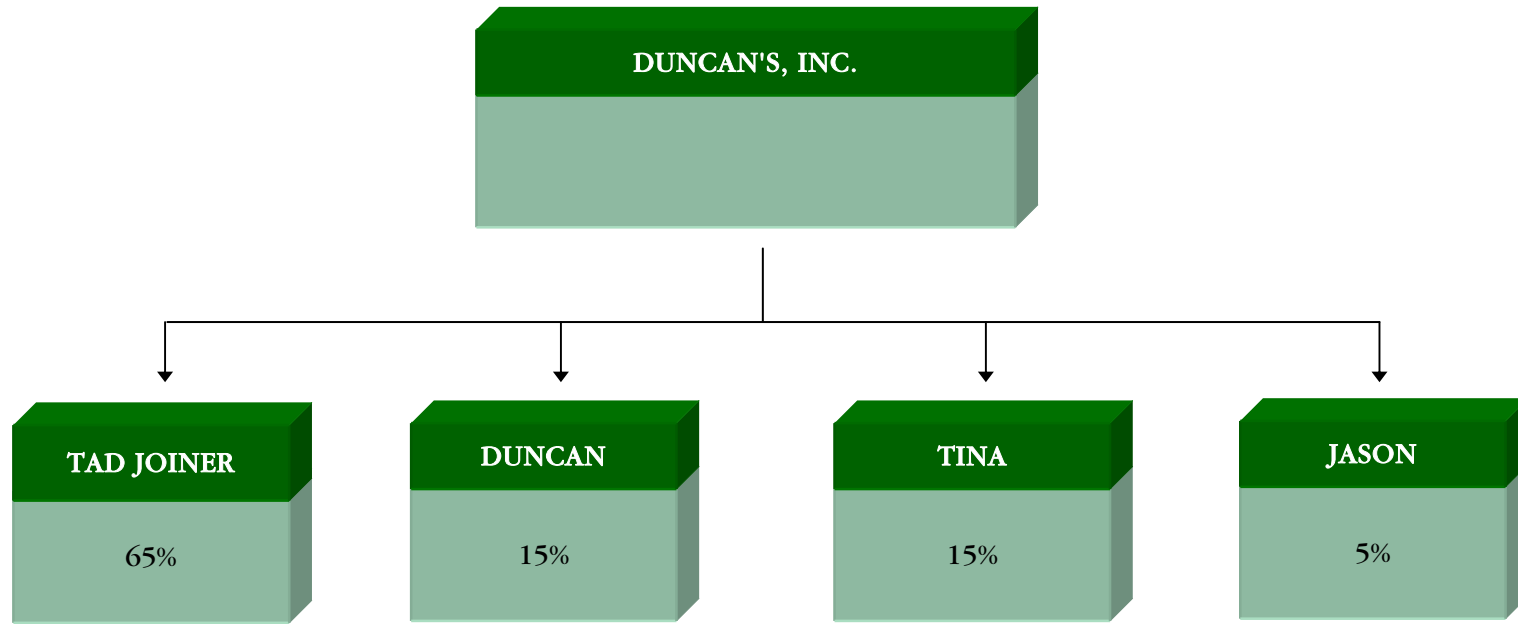 DUNCAN'S, INC.
TAD JOINER
DUNCAN
TINA
JASON
65%
15%
15%
5%